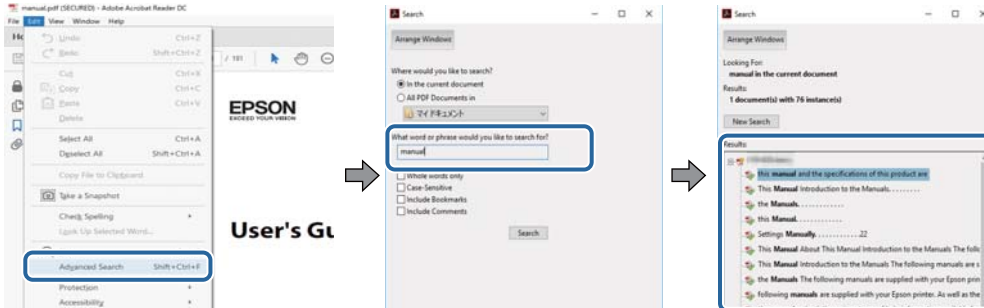 manual.pdf (SECURED) - Adobe Acrobat Reader DC
File Edit View Window Help
Undo Ctrl+Z
Redo Shift+Ctrl+Z
Cut Ctrl+X
Copy Ctrl+C
Paste Ctrl+V
Delete
Select All Ctrl+A
Deselect All Shift+Ctrl+A
Copy File to Clipboard
Take a Snapshot
Check Spelling
Look Up Selected Word...
Advanced Search Shift+Ctrl+F
Protection
Accessibility
/ 181
EPSON
EXCEED YOUR VISION
User's Gu
Search
Arrange Windows
Where would you like to search?
In the current document
All PDF Documents in
マイ ドキュメント
What word or phrase would you like to search for?
manual
Whole words only
Case-Sensitive
Include Bookmarks
Include Comments
Search
Search
Arrange Windows
Looking For:
manual in the current document
Results:
1 document(s) with 76 instance(s)
New Search
Results:
this manual and the specifications of this product are
This Manual Introduction to the Manuals.........
the Manuals.............
this Manual.............
Settings Manually.............22
This Manual About This Manual Introduction to the Manuals The follo
This Manual Introduction to the Manuals The following manuals are s
the Manuals The following manuals are supplied with your Epson prin
following manuals are supplied with your Epson printer. As well as the